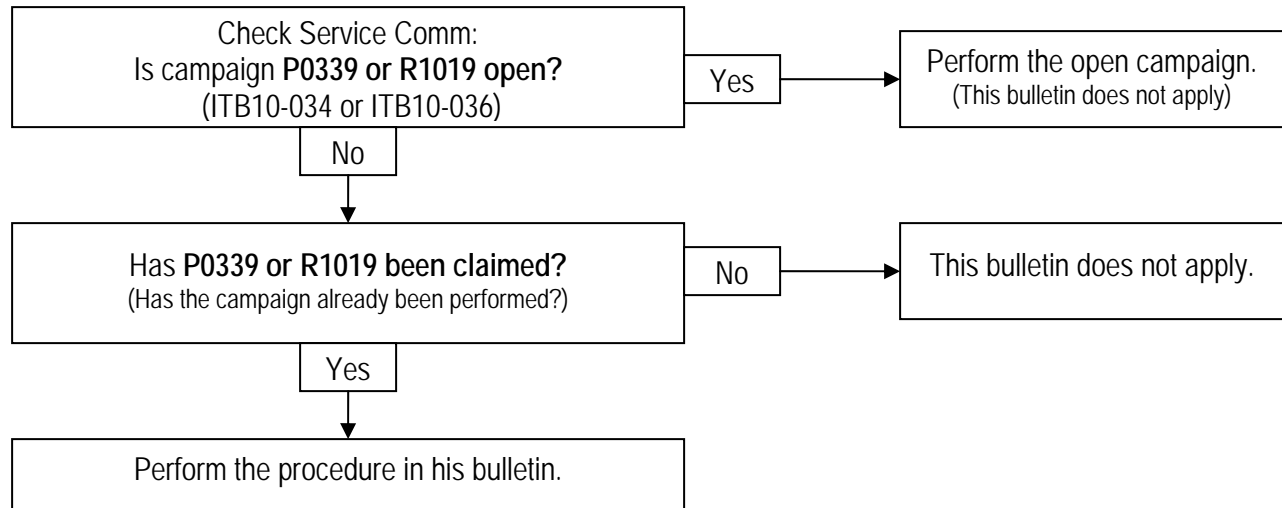 Check Service Comm:
Is campaign P0339 or R1019 open?
(ITB10-034 or ITB10-036)
Yes
Perform the open campaign.
(This bulletin does not apply)
No
Has P0339 or R1019 been claimed?
(Has the campaign already been performed?)
No
This bulletin does not apply.
Yes
Perform the procedure in his bulletin.